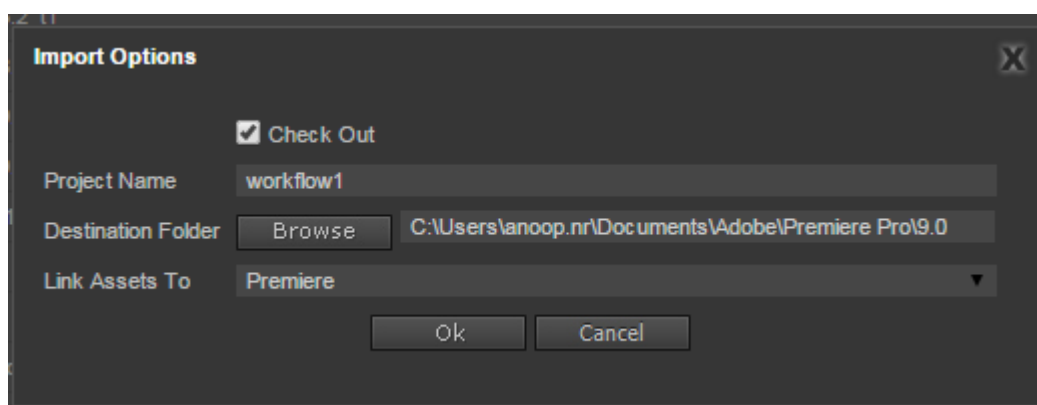 Import Options
X
Check Out
Project Name workflow1
Destination Folder Browse C:\Users\anoop.nr\Documents\Adobe\Premiere Pro\9.0
Link Assets To Premiere
Ok Cancel